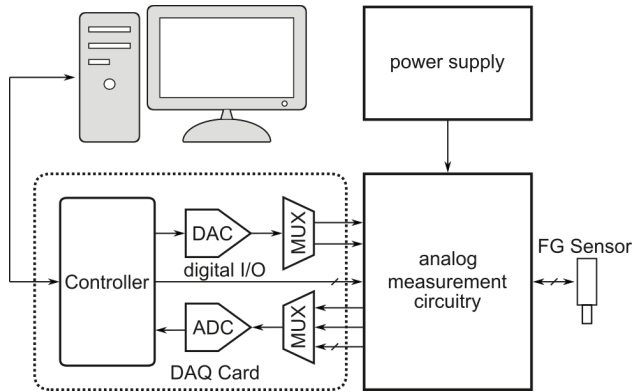 power supply
DAC
MUX
FG Sensor
digital I/O
analog
measurement
circuitry
Controller
ADC
MUX
DAQ Card